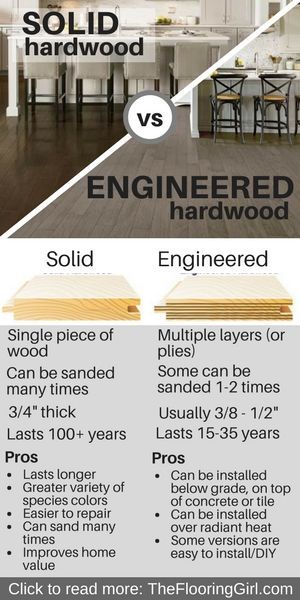 SOLID
hardwood
vs
ENGINEERED
hardwood
Solid
Engineered
Single piece of
wood
Can be sanded
many times
3/4" thick
Lasts 100+ years
Pros
• Lasts longer
• Greater variety of
species colors
• Easier to repair
• Can sand many
times
• Improves home
value
Multiple layers (or
plies)
Some can be
sanded 1-2 times
Usually 3/8 - 1/2"
Lasts 15-35 years
Pros
• Can be installed
below grade, on top
of concrete or tile
• Can be installed
over radiant heat
• Some versions are
easy to install/DIY
Click to read more: TheFlooringGirl.com